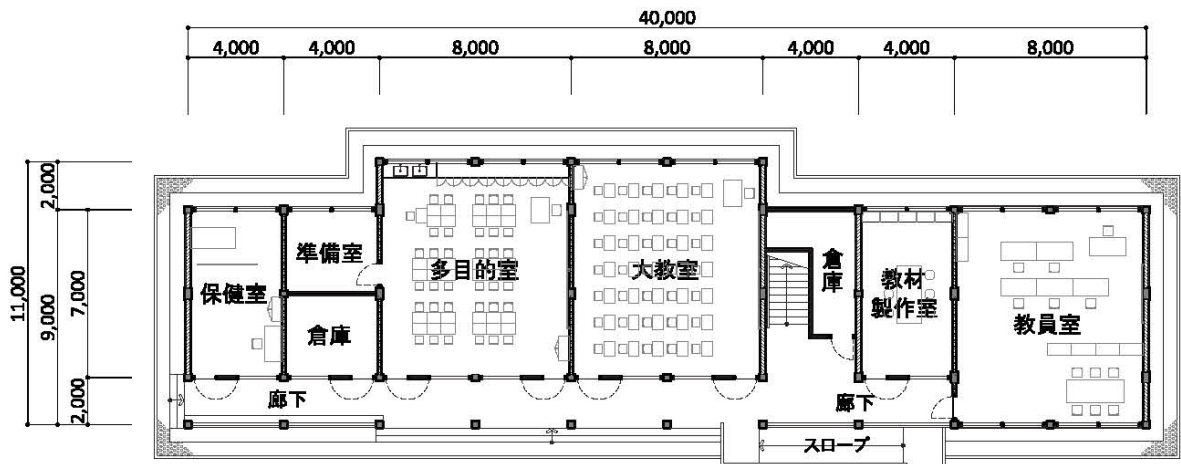 40,000
4,000
4,000
8,000
8,000
4,000
4,000
8,000
2,000
7,000
9,000
11,000
2,000
準備室
保健室
倉庫
多目的室
大教室
倉庫
教材
製作室
教員室
廊下
廊下
スロープ